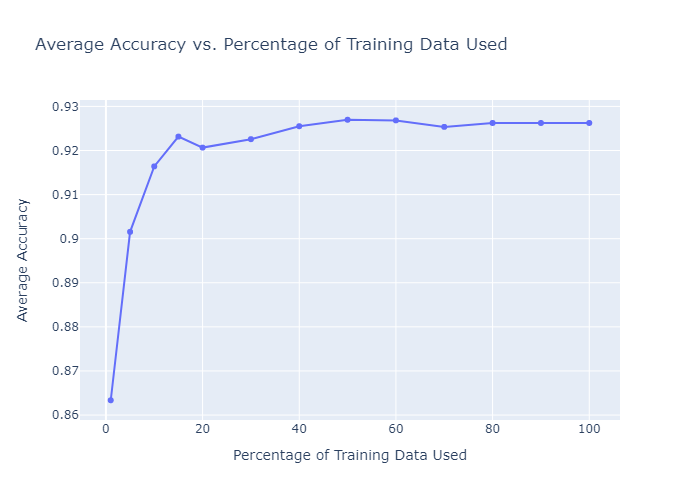 Average Accuracy vs. Percentage of Training Data Used
0.93
0.92
0.91
0.9
0.89
0.88
0.87
0.86
Average Accuracy
0 20 40 60 80 100
Percentage of Training Data Used